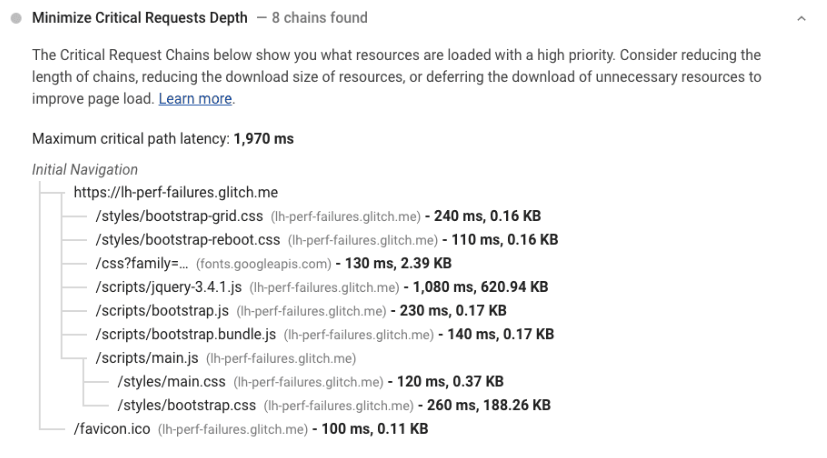 Minimize Critical Requests Depth — 8 chains found
The Critical Request Chains below show you what resources are loaded with a high priority. Consider reducing the
length of chains, reducing the download size of resources, or deferring the download of unnecessary resources to
improve page load. Learn more.
Maximum critical path latency: 1,970 ms
Initial Navigation
https://lh-perf-failures.glitch.me
/styles/bootstrap-grid.css (lh-perf-failures.glitch.me) - 240 ms, 0.16 KB
/styles/bootstrap-reboot.css (lh-perf-failures.glitch.me) - 110 ms, 0.16 KB
/css?family=… (fonts.googleapis.com) - 130 ms, 2.39 KB
/scripts/jquery-3.4.1.js (lh-perf-failures.glitch.me) - 1,080 ms, 620.94 KB
/scripts/bootstrap.js (lh-perf-failures.glitch.me) - 230 ms, 0.17 KB
/scripts/bootstrap.bundle.js (lh-perf-failures.glitch.me) - 140 ms, 0.17 KB
/scripts/main.js (lh-perf-failures.glitch.me)
/styles/main.css (lh-perf-failures.glitch.me) - 120 ms, 0.37 KB
/styles/bootstrap.css (lh-perf-failures.glitch.me) - 260 ms, 188.26 KB
/favicon.ico (lh-perf-failures.glitch.me) - 100 ms, 0.11 KB